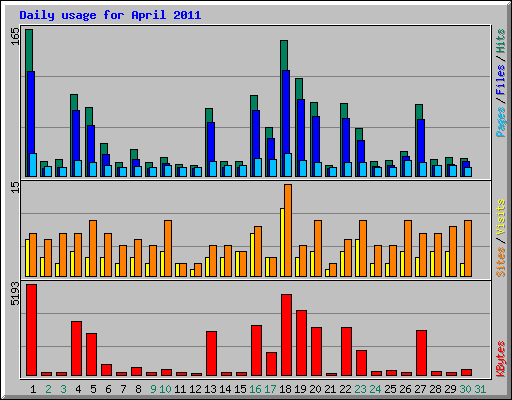 Daily usage for April 2011
165
Pages / Files / Hits
15
Sites / Visits
5193
KBytes
1 2 3 4 5 6 7 8 9 10 11 12 13 14 15 16 17 18 19 20 21 22 23 24 25 26 27 28 29 30 31